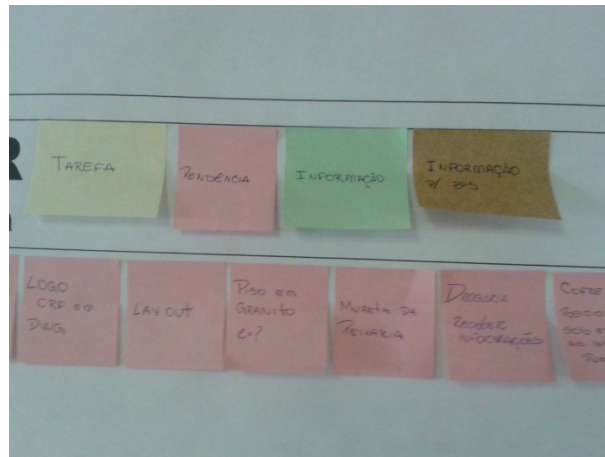 R
TAREFA
PENDÊNCIA
INFORMAÇÃO
INFORMAÇÃO
LOGO
CRF EM
DWG
LAY OUT
PISO EM
GRANITO
MURETA DA
DROGARIA
RECEBER
INFORMAÇÕES
COFRE